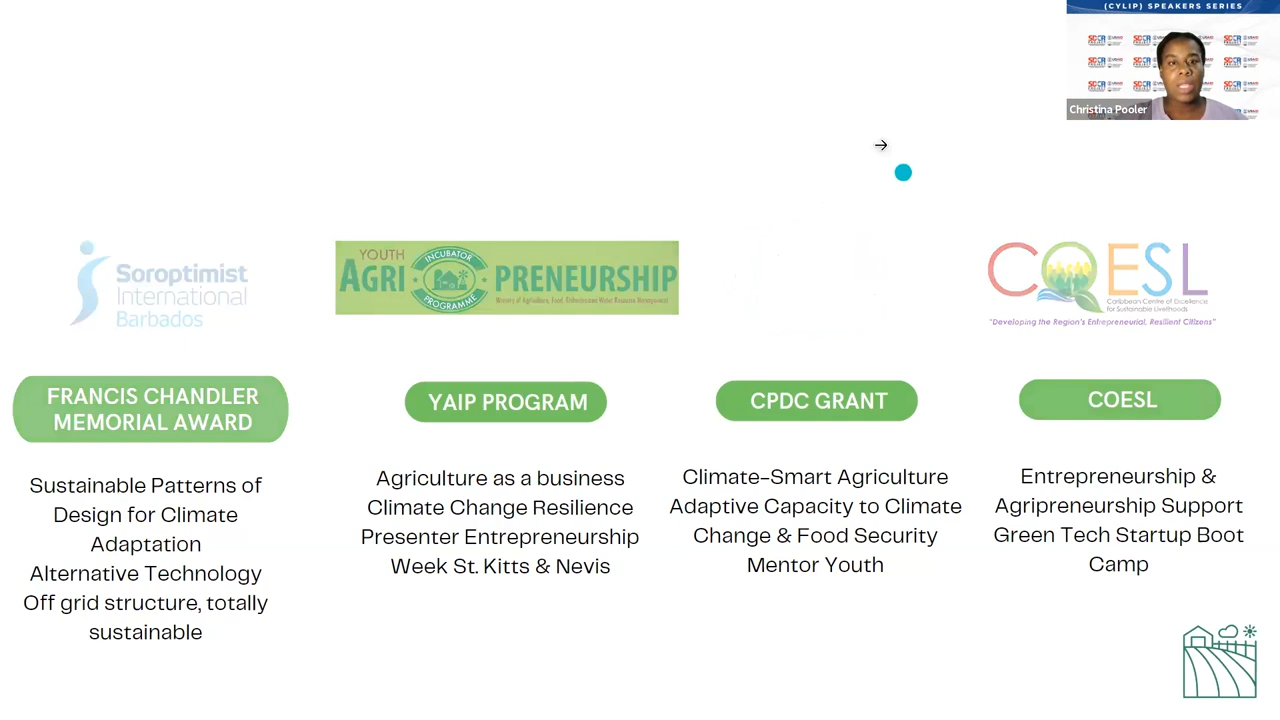 (CYLIP) SPEAKERS SERIES
Christina Pooler
Soroptimist
International
Barbados
YOUTH
AGRI
INCUBATOR
PROGRAMME
PRENEURSHIP
COESL
Caribbean Centre of Excellence
for Sustainable Livelihoods
"Developing the Region's Entrepreneurial, Resilient Citizens"
FRANCIS CHANDLER
MEMORIAL AWARD
YAIP PROGRAM
CPDC GRANT
COESL
Sustainable Patterns of
Design for Climate
Adaptation
Alternative Technology
Off grid structure, totally
sustainable
Agriculture as a business
Climate Change Resilience
Presenter Entrepreneurship
Week St. Kitts & Nevis
Climate-Smart Agriculture
Adaptive Capacity to Climate
Change & Food Security
Mentor Youth
Entrepreneurship &
Agripreneurship Support
Green Tech Startup Boot
Camp